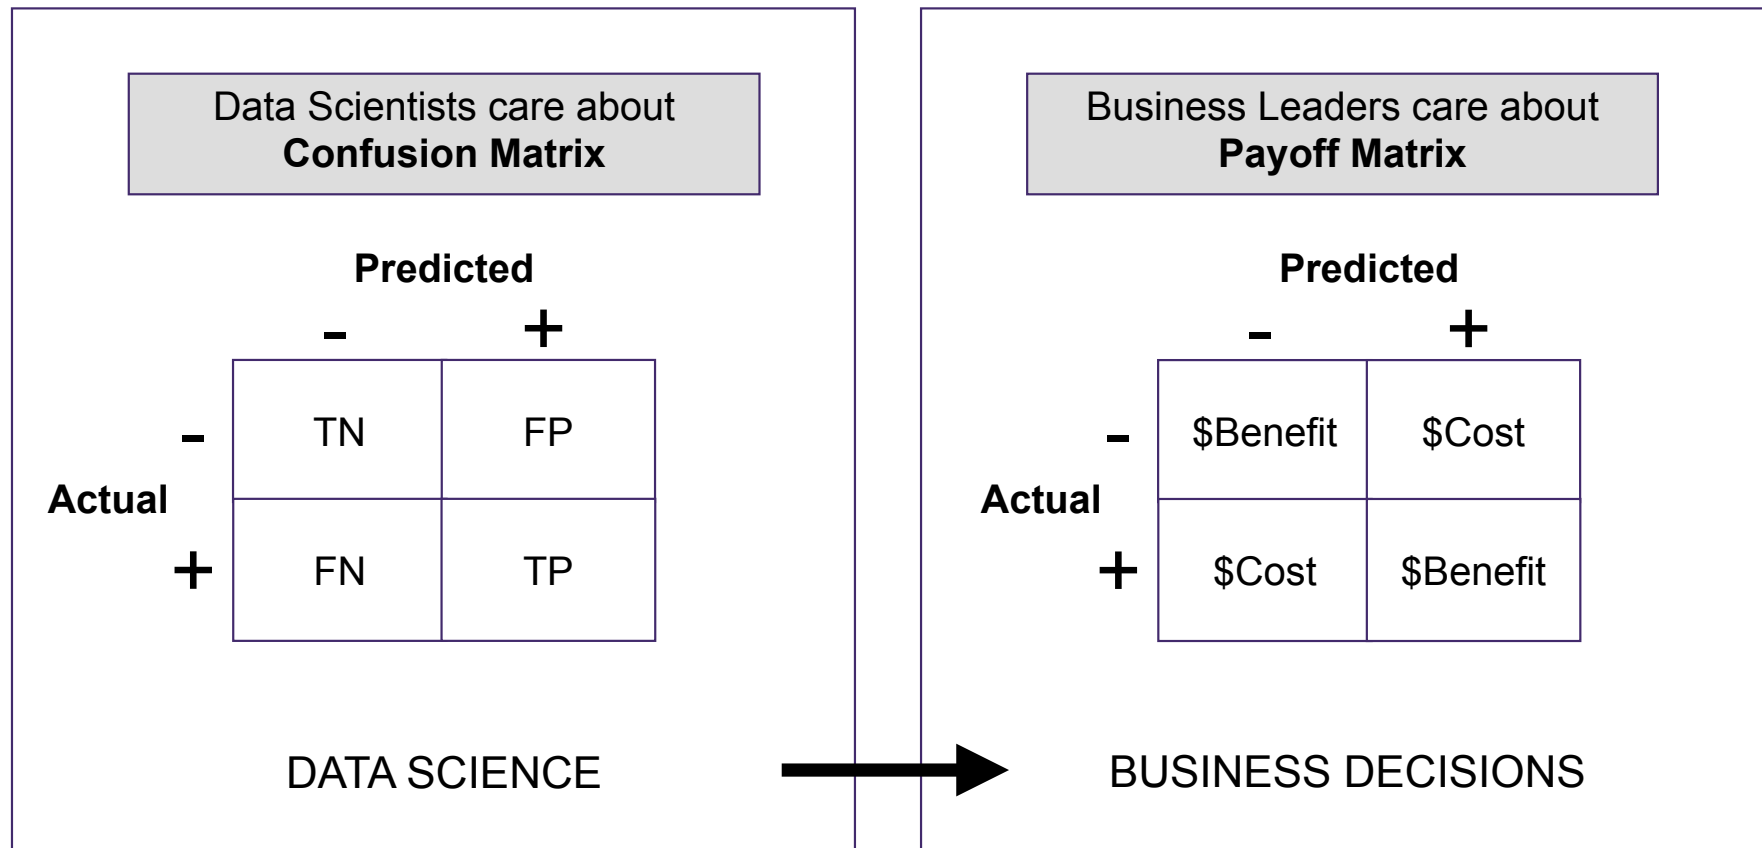 Data Scientists care about
Confusion Matrix
Predicted
- +
- TN FP
Actual
+ FN TP
DATA SCIENCE
Business Leaders care about
Payoff Matrix
Predicted
- +
- $Benefit $Cost
Actual
+ $Cost $Benefit
BUSINESS DECISIONS